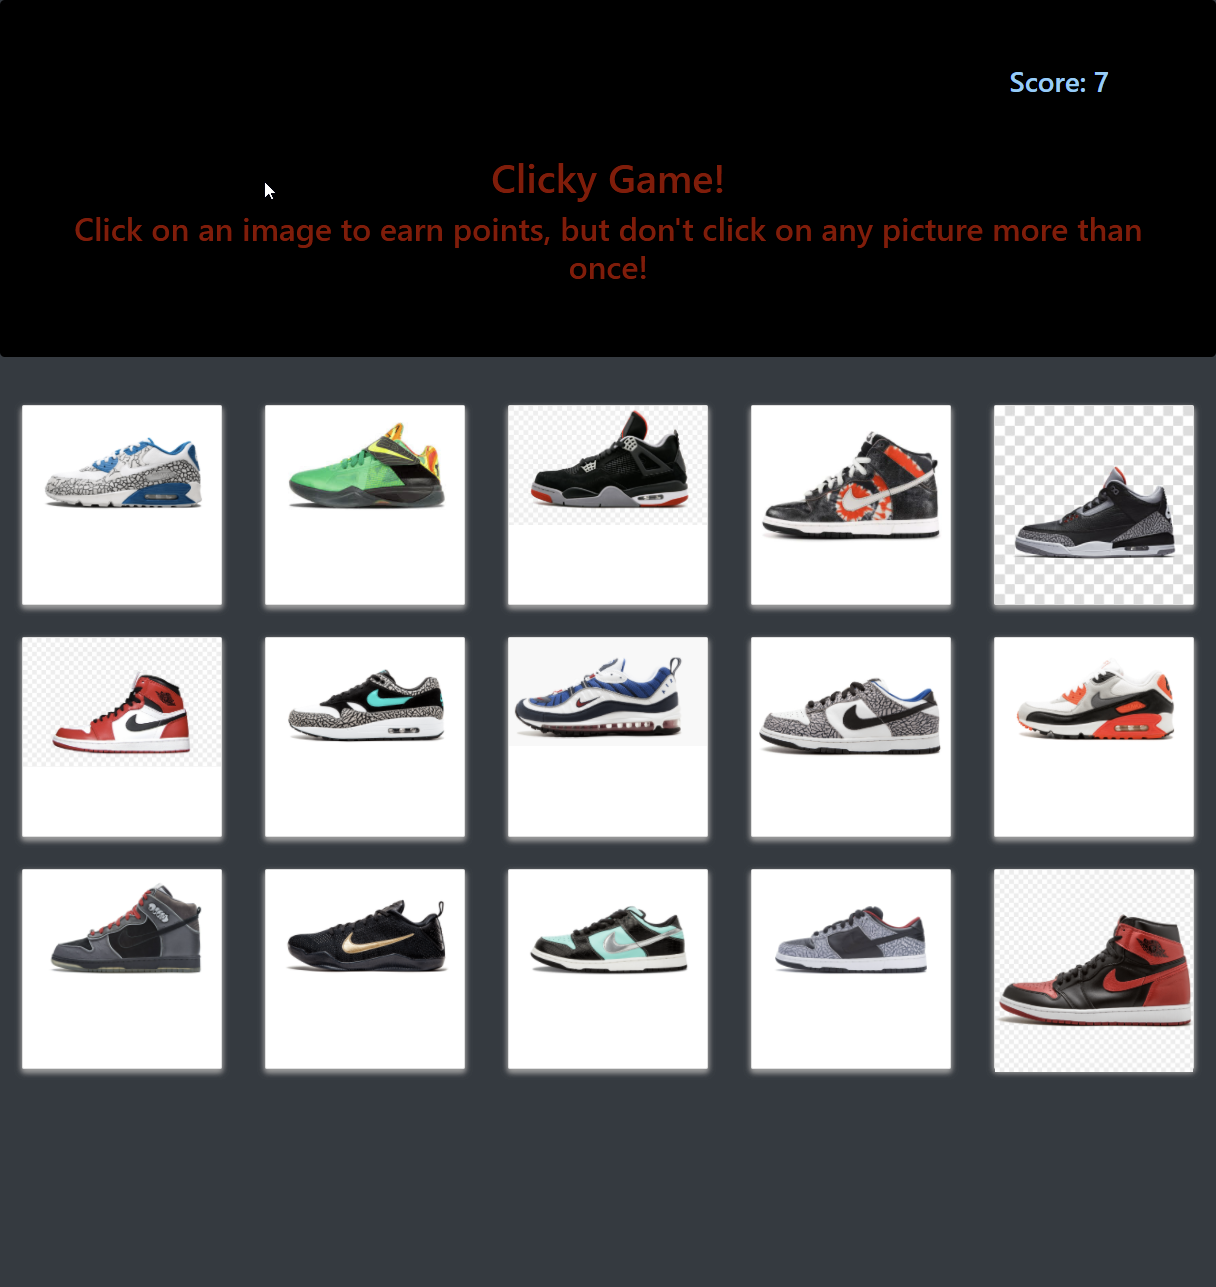 Score: 7
Clicky Game!
Click on an image to earn points, but don't click on any picture more than
once!